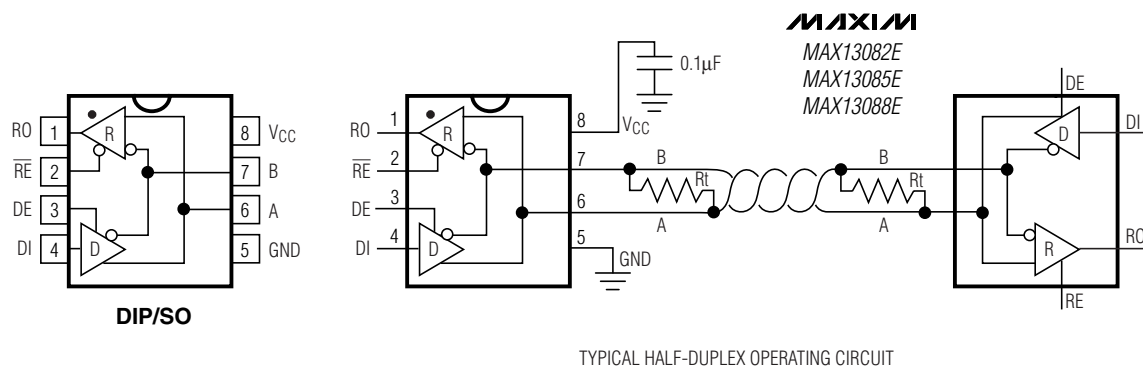 MAXIM
MAX13082E
MAX13085E
MAX13088E
0.1μF
RO 1
R̅E̅ 2
DE 3
DI 4
R
D
8 VCC
7 B
6 A
5 GND
DIP/SO
RO 1
R̅E̅ 2
DE 3
DI 4
R
D
8 VCC
7
6
5 GND
B
Rt
A
B
Rt
A
DE
D
DI
R
RO
RE
TYPICAL HALF-DUPLEX OPERATING CIRCUIT